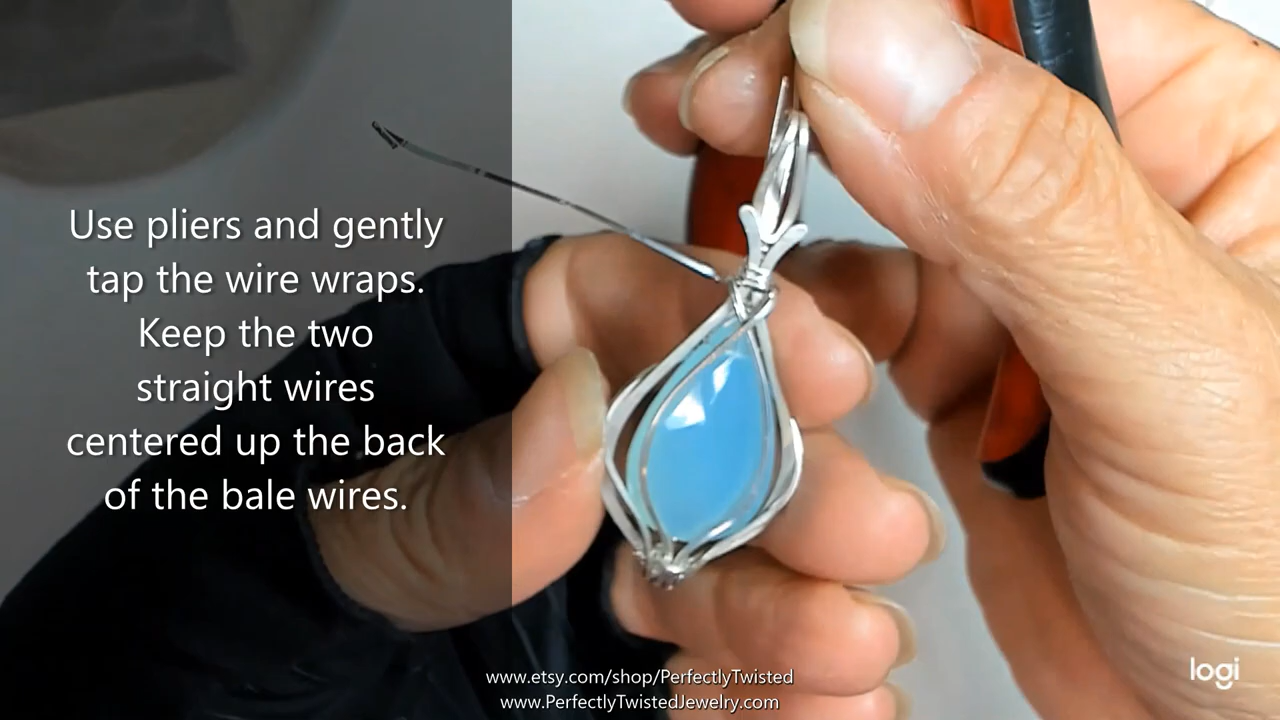 Use pliers and gently
tap the wire wraps.
Keep the two
straight wires
centered up the back
of the bale wires.
www.etsy.com/shop/PerfectlyTwisted
www.PerfectlyTwistedJewelry.com
logi